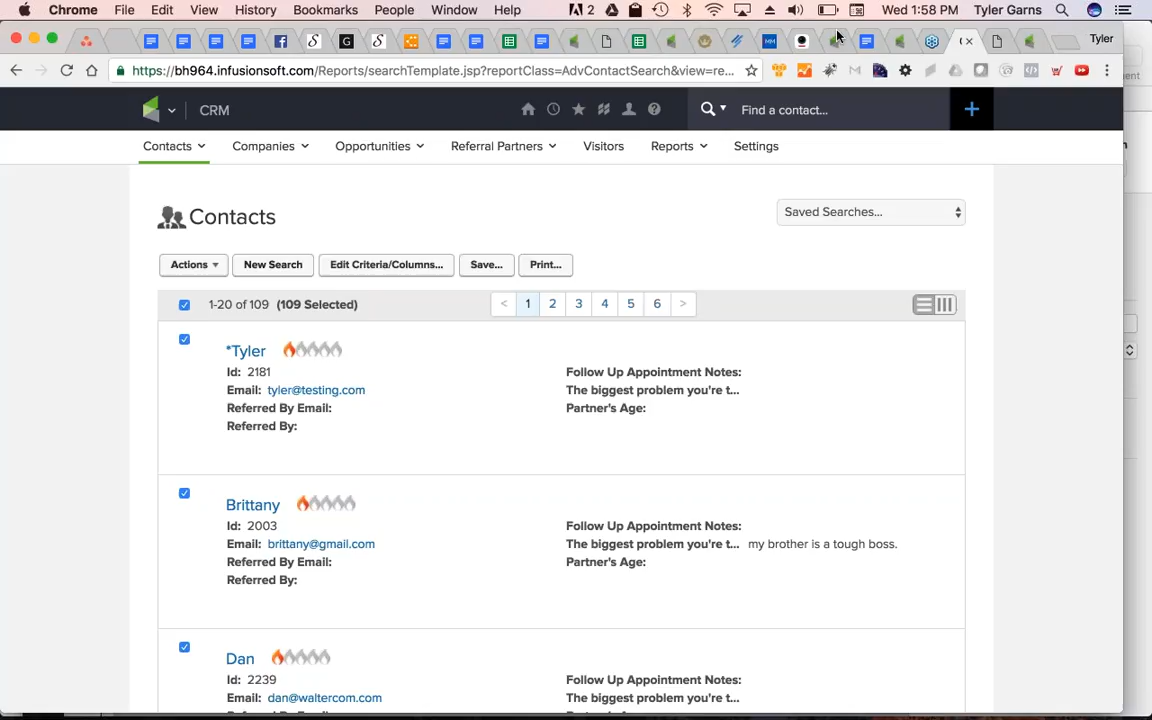 Chrome File Edit View History Bookmarks People Window Help 2 Wed 1:58 PM Tyler Garns
Tyler
https://bh964.infusionsoft.com/Reports/searchTemplate.jsp?reportClass=AdvContactSearch&view=re...
CRM Find a contact...
Contacts Companies Opportunities Referral Partners Visitors Reports Settings
Contacts
Saved Searches...
Actions New Search Edit Criteria/Columns... Save... Print...
1-20 of 109 (109 Selected) < 1 2 3 4 5 6 >
*Tyler
Id: 2181 Follow Up Appointment Notes:
Email: tyler@testing.com The biggest problem you're t...
Referred By Email: Partner's Age:
Referred By:
Brittany
Id: 2003 Follow Up Appointment Notes:
Email: brittany@gmail.com The biggest problem you're t... my brother is a tough boss.
Referred By Email: Partner's Age:
Referred By:
Dan
Id: 2239 Follow Up Appointment Notes:
Email: dan@waltercom.com The biggest problem you're t...